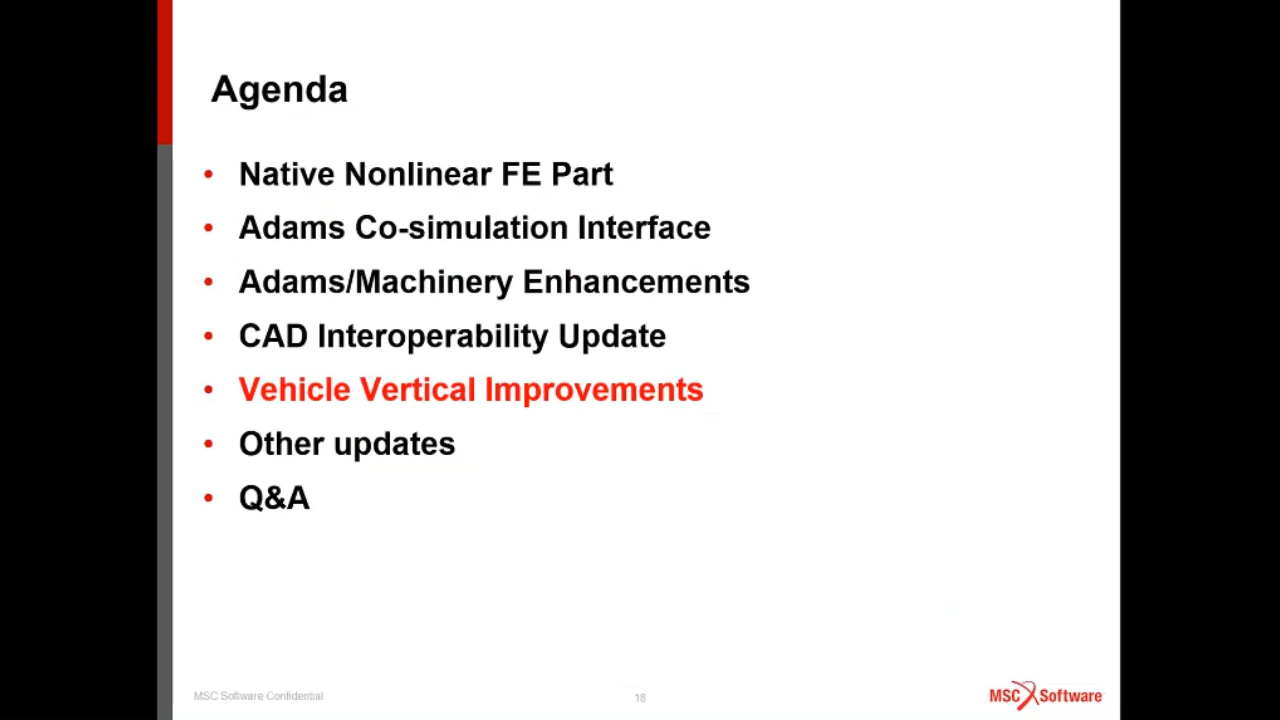 Agenda
• Native Nonlinear FE Part
• Adams Co-simulation Interface
• Adams/Machinery Enhancements
• CAD Interoperability Update
• Vehicle Vertical Improvements
• Other updates
• Q&A
MSC Software Confidential
18
MSC Software